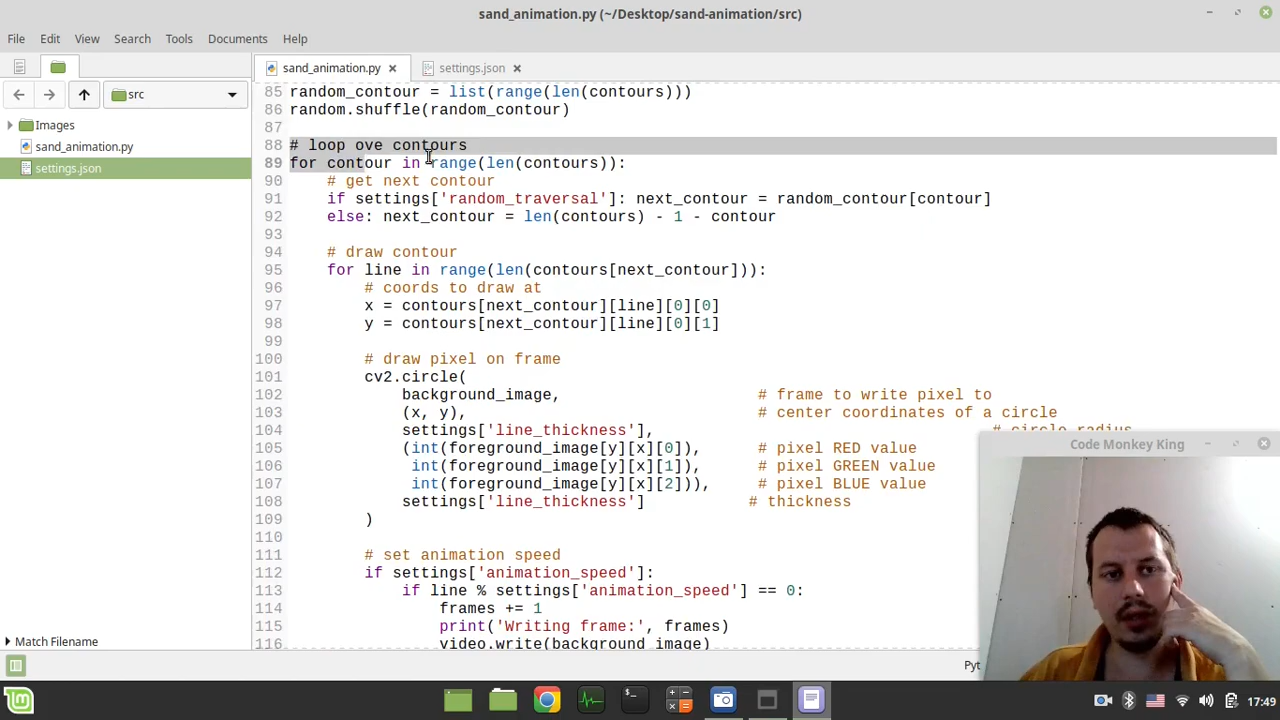 sand_animation.py (~/Desktop/sand-animation/src)
File Edit View Search Tools Documents Help
sand_animation.py
settings.json
src
Images
sand_animation.py
settings.json
85 random_contour = list(range(len(contours)))
86 random.shuffle(random_contour)
87
88 # loop ove contours
89 for contour in range(len(contours)):
90 # get next contour
91 if settings['random_traversal']: next_contour = random_contour[contour]
92 else: next_contour = len(contours) - 1 - contour
93
94 # draw contour
95 for line in range(len(contours[next_contour])):
96 # coords to draw at
97 x = contours[next_contour][line][0][0]
98 y = contours[next_contour][line][0][1]
99
100 # draw pixel on frame
101 cv2.circle(
102 background_image, # frame to write pixel to
103 (x, y), # center coordinates of a circle
104 settings['line_thickness'], # circle radius
105 (int(foreground_image[y][x][0]), # pixel RED value
106 int(foreground_image[y][x][1]), # pixel GREEN value
107 int(foreground_image[y][x][2])), # pixel BLUE value
108 settings['line_thickness'] # thickness
109 )
110
111 # set animation speed
112 if settings['animation_speed']:
113 if line % settings['animation_speed'] == 0:
114 frames += 1
115 print('Writing frame:', frames)
116 video.write(background_image)
Match Filename
Pyt
Code Monkey King
17:49